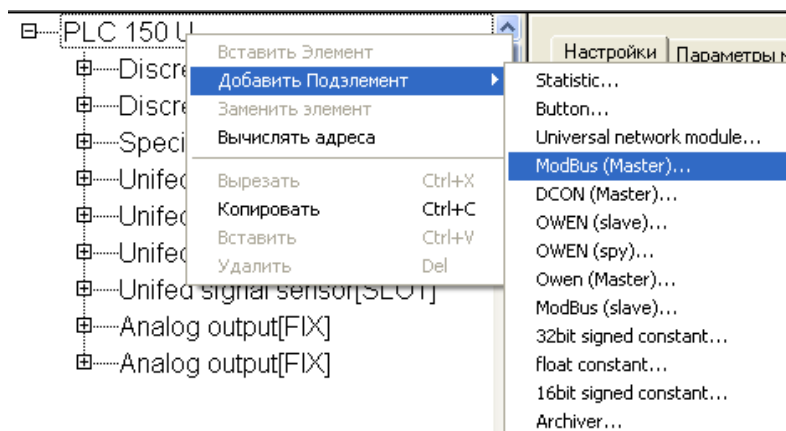 PLC 150 U
Discre
Discre
Speci
Unifed
Unifed
Unifed
Unifed signal sensor[SLOT]
Analog output[FIX]
Analog output[FIX]
Вставить Элемент
Добавить Подэлемент
Заменить элемент
Вычислять адреса
Вырезать Ctrl+X
Копировать Ctrl+C
Вставить Ctrl+V
Удалить Del
Настройки Параметры м
Statistic...
Button...
Universal network module...
ModBus (Master)...
DCON (Master)...
OWEN (slave)...
OWEN (spy)...
Owen (Master)...
ModBus (slave)...
32bit signed constant...
float constant...
16bit signed constant...
Archiver...